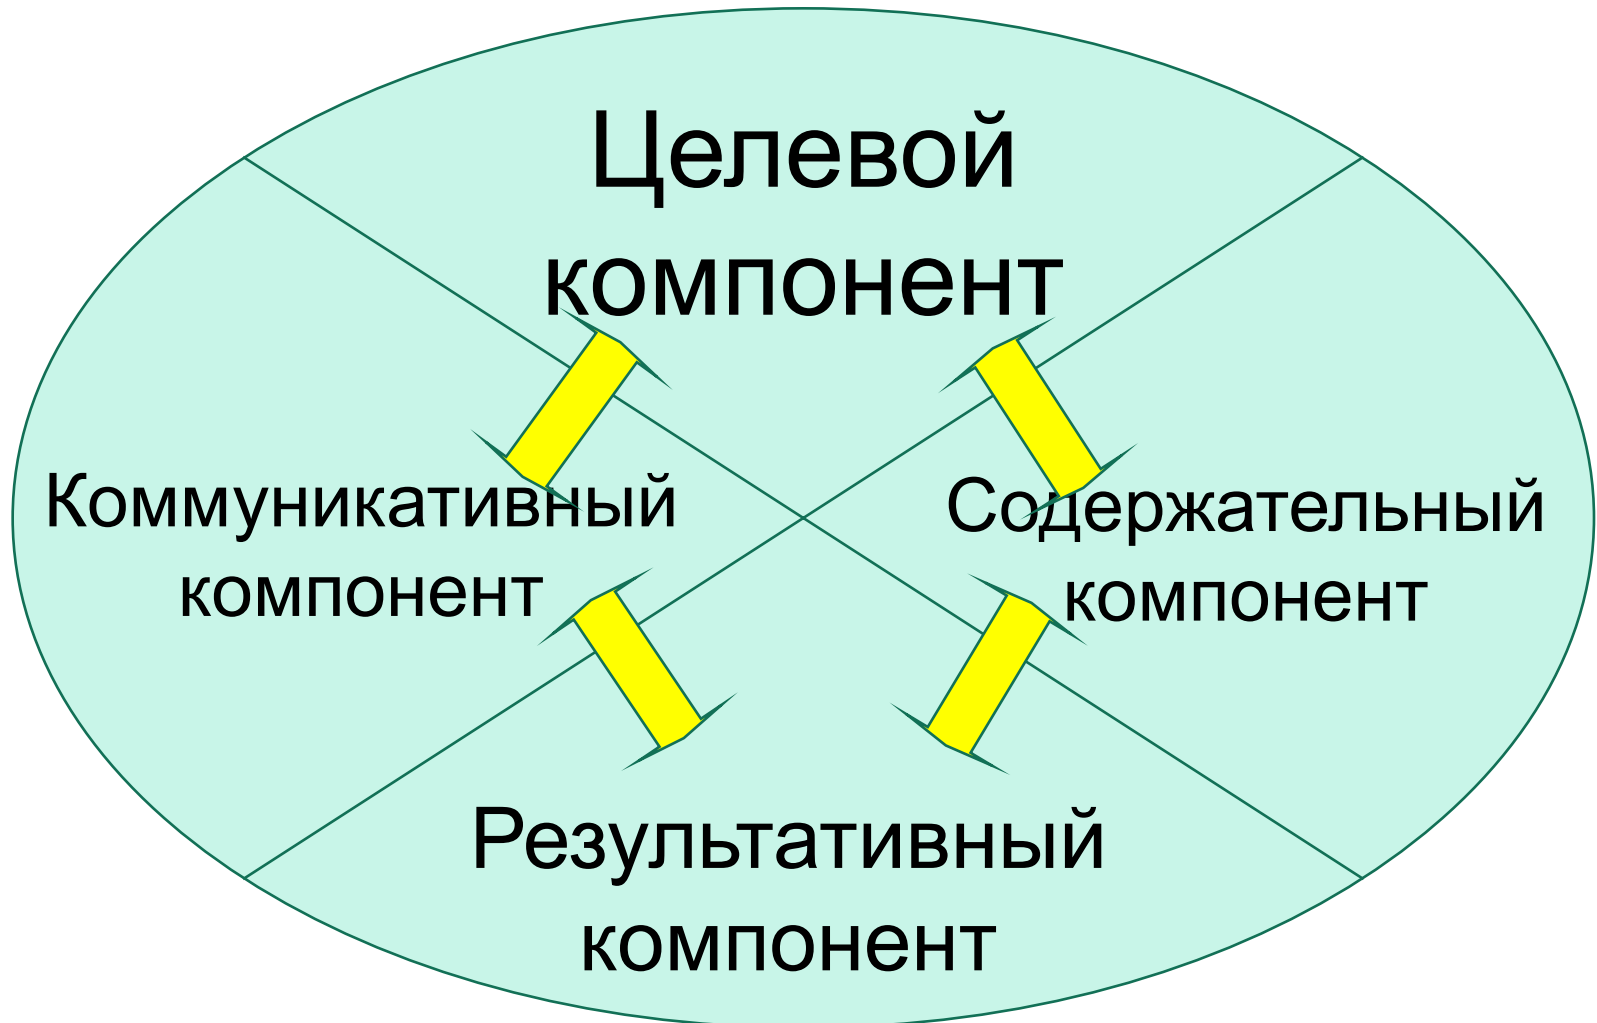 Целевой
компонент
Коммуникативный
компонент
Содержательный
компонент
Результативный
компонент